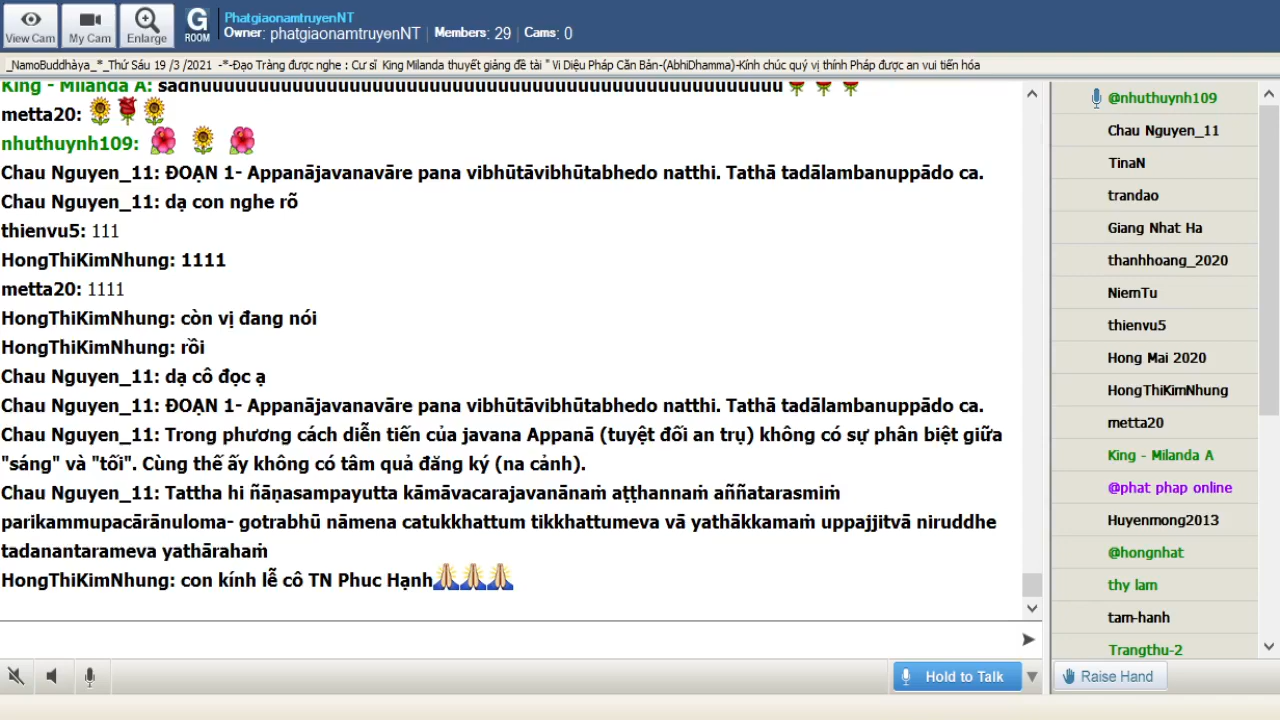 View Cam
My Cam
Enlarge
G
ROOM
PhatgiaonamtruyenNT
Owner: phatgiaonamtruyenNT | Members: 29 | Cams: 0
_NamoBuddhàya_*_Thứ Sáu 19 /3 /2021 -*-Đạo Tràng được nghe : Cư sĩ King Milanda thuyết giảng đề tài " Vi Diệu Pháp Căn Bản-(AbhiDhamma)-Kính chúc quý vị thính Pháp được an vui tiến hóa
metta20:
nhuthuynh109:
Chau Nguyen_11: ĐOẠN 1- Appanājavanavāre pana vibhūtāvibhūtabhedo natthi. Tathā tadālambanuppādo ca.
Chau Nguyen_11: dạ con nghe rõ
thienvu5: 111
HongThiKimNhung: 1111
metta20: 1111
HongThiKimNhung: còn vị đang nói
HongThiKimNhung: rồi
Chau Nguyen_11: dạ cô đọc ạ
Chau Nguyen_11: ĐOẠN 1- Appanājavanavāre pana vibhūtāvibhūtabhedo natthi. Tathā tadālambanuppādo ca.
Chau Nguyen_11: Trong phương cách diễn tiến của javana Appanā (tuyệt đối an trụ) không có sự phân biệt giữa
"sáng" và "tối". Cùng thế ấy không có tâm quả đăng ký (na cảnh).
Chau Nguyen_11: Tattha hi ñāṇasampayutta kāmāvacarajavanānaṁ aṭṭhannaṁ aññatarasmiṁ
parikammupacārānuloma- gotrabhū nāmena catukkhattum tikkhattumeva vā yathākkamaṁ uppajjitvā niruddhe
tadanantarameva yathārahaṁ
HongThiKimNhung: con kính lễ cô TN Phuc Hạnh
@nhuthuynh109
Chau Nguyen_11
TinaN
trandao
Giang Nhat Ha
thanhhoang_2020
NiemTu
thienvu5
Hong Mai 2020
HongThiKimNhung
metta20
King - Milanda A
@phat phap online
Huyenmong2013
@hongnhat
thy lam
tam-hanh
Trangthu-2
Hold to Talk
Raise Hand